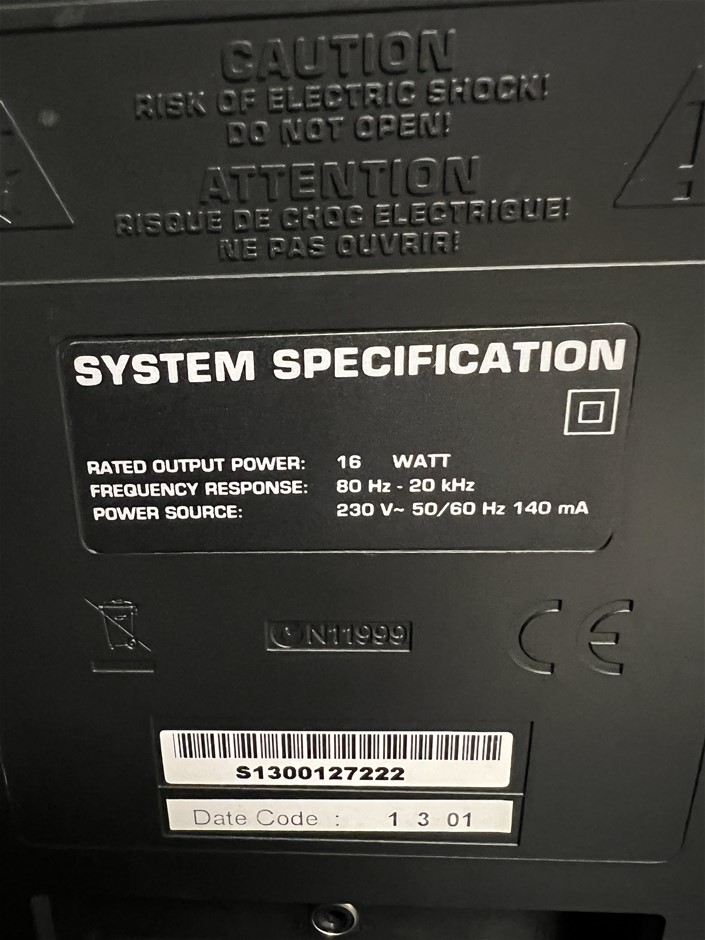 CAUTION
RISK OF ELECTRIC SHOCK!
DO NOT OPEN!
ATTENTION
RISQUE DE CHOC ELECTRIQUE!
NE PAS OUVRIR!
SYSTEM SPECIFICATION
RATED OUTPUT POWER: 16 WATT
FREQUENCY RESPONSE: 80 Hz - 20 kHz
POWER SOURCE: 230 V~ 50/60 Hz 140 mA
N11999
CE
S1300127222
Date Code : 1 3 01